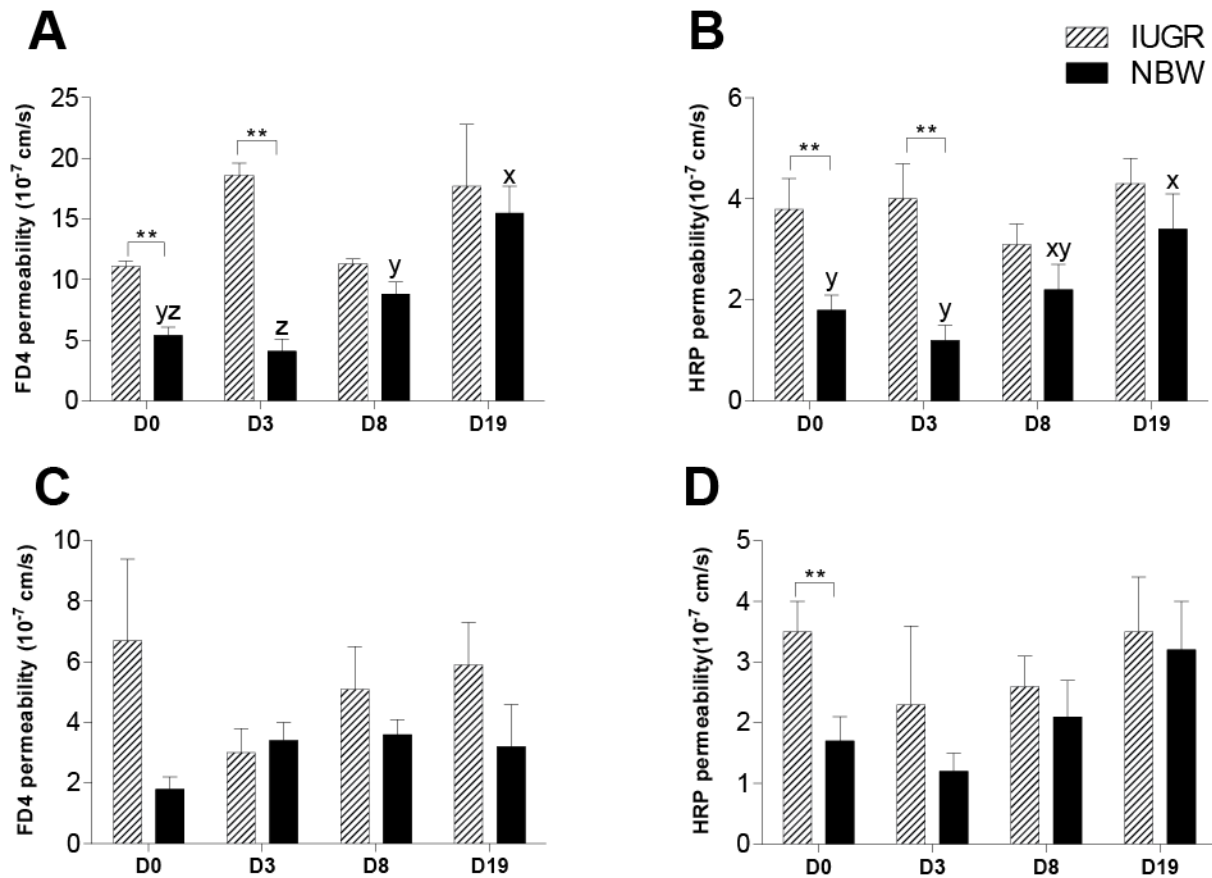 A
B
IUGR
NBW
FD4 permeability (10-7 cm/s)
25
20
15
10
5
0
**
**
yz
z
y
x
D0
D3
D8
D19
HRP permeability(10-7 cm/s)
6
4
2
0
**
**
y
y
xy
x
D0
D3
D8
D19
C
D
FD4 permeability (10-7 cm/s)
10
8
6
4
2
0
D0
D3
D8
D19
HRP permeability(10-7 cm/s)
5
4
3
2
1
0
**
D0
D3
D8
D19